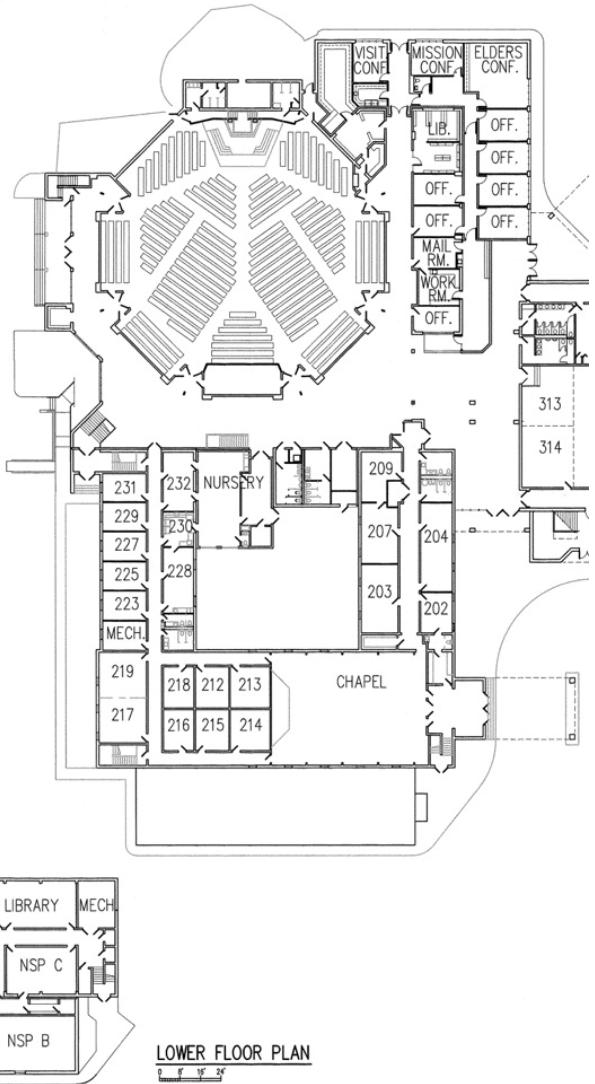 VISIT
CONF.
MISSION
CONF.
ELDERS
CONF.
LIB.
OFF.
OFF.
OFF.
OFF.
OFF.
OFF.
MAIL
RM.
WORK
RM.
OFF.
313
314
231
232
NURSERY
209
229
230
227
207
204
225
228
223
203
202
MECH.
219
218
212
213
CHAPEL
217
216
215
214
LIBRARY
MECH.
NSP C
NSP B
LOWER FLOOR PLAN
0 8' 16' 24'